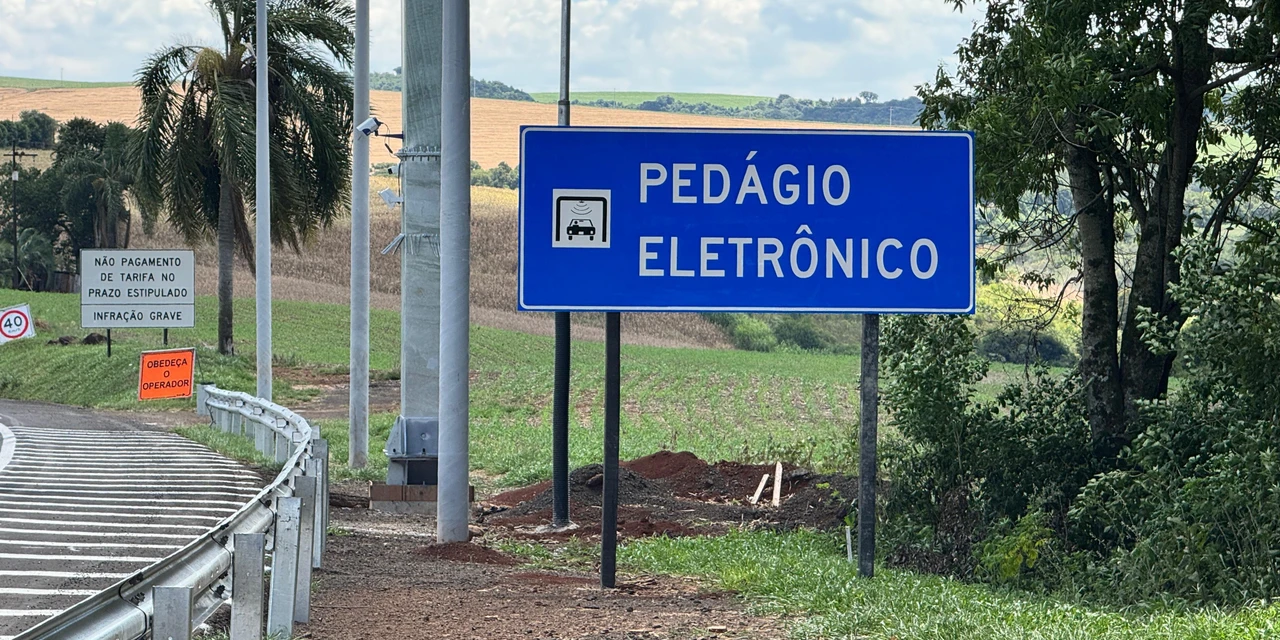 PEDÁGIO
ELETRÔNICO
NÃO PAGAMENTO
DE TARIFA NO
PRAZO ESTIPULADO
INFRAÇÃO GRAVE
40
OBEDEÇA
O
OPERADOR